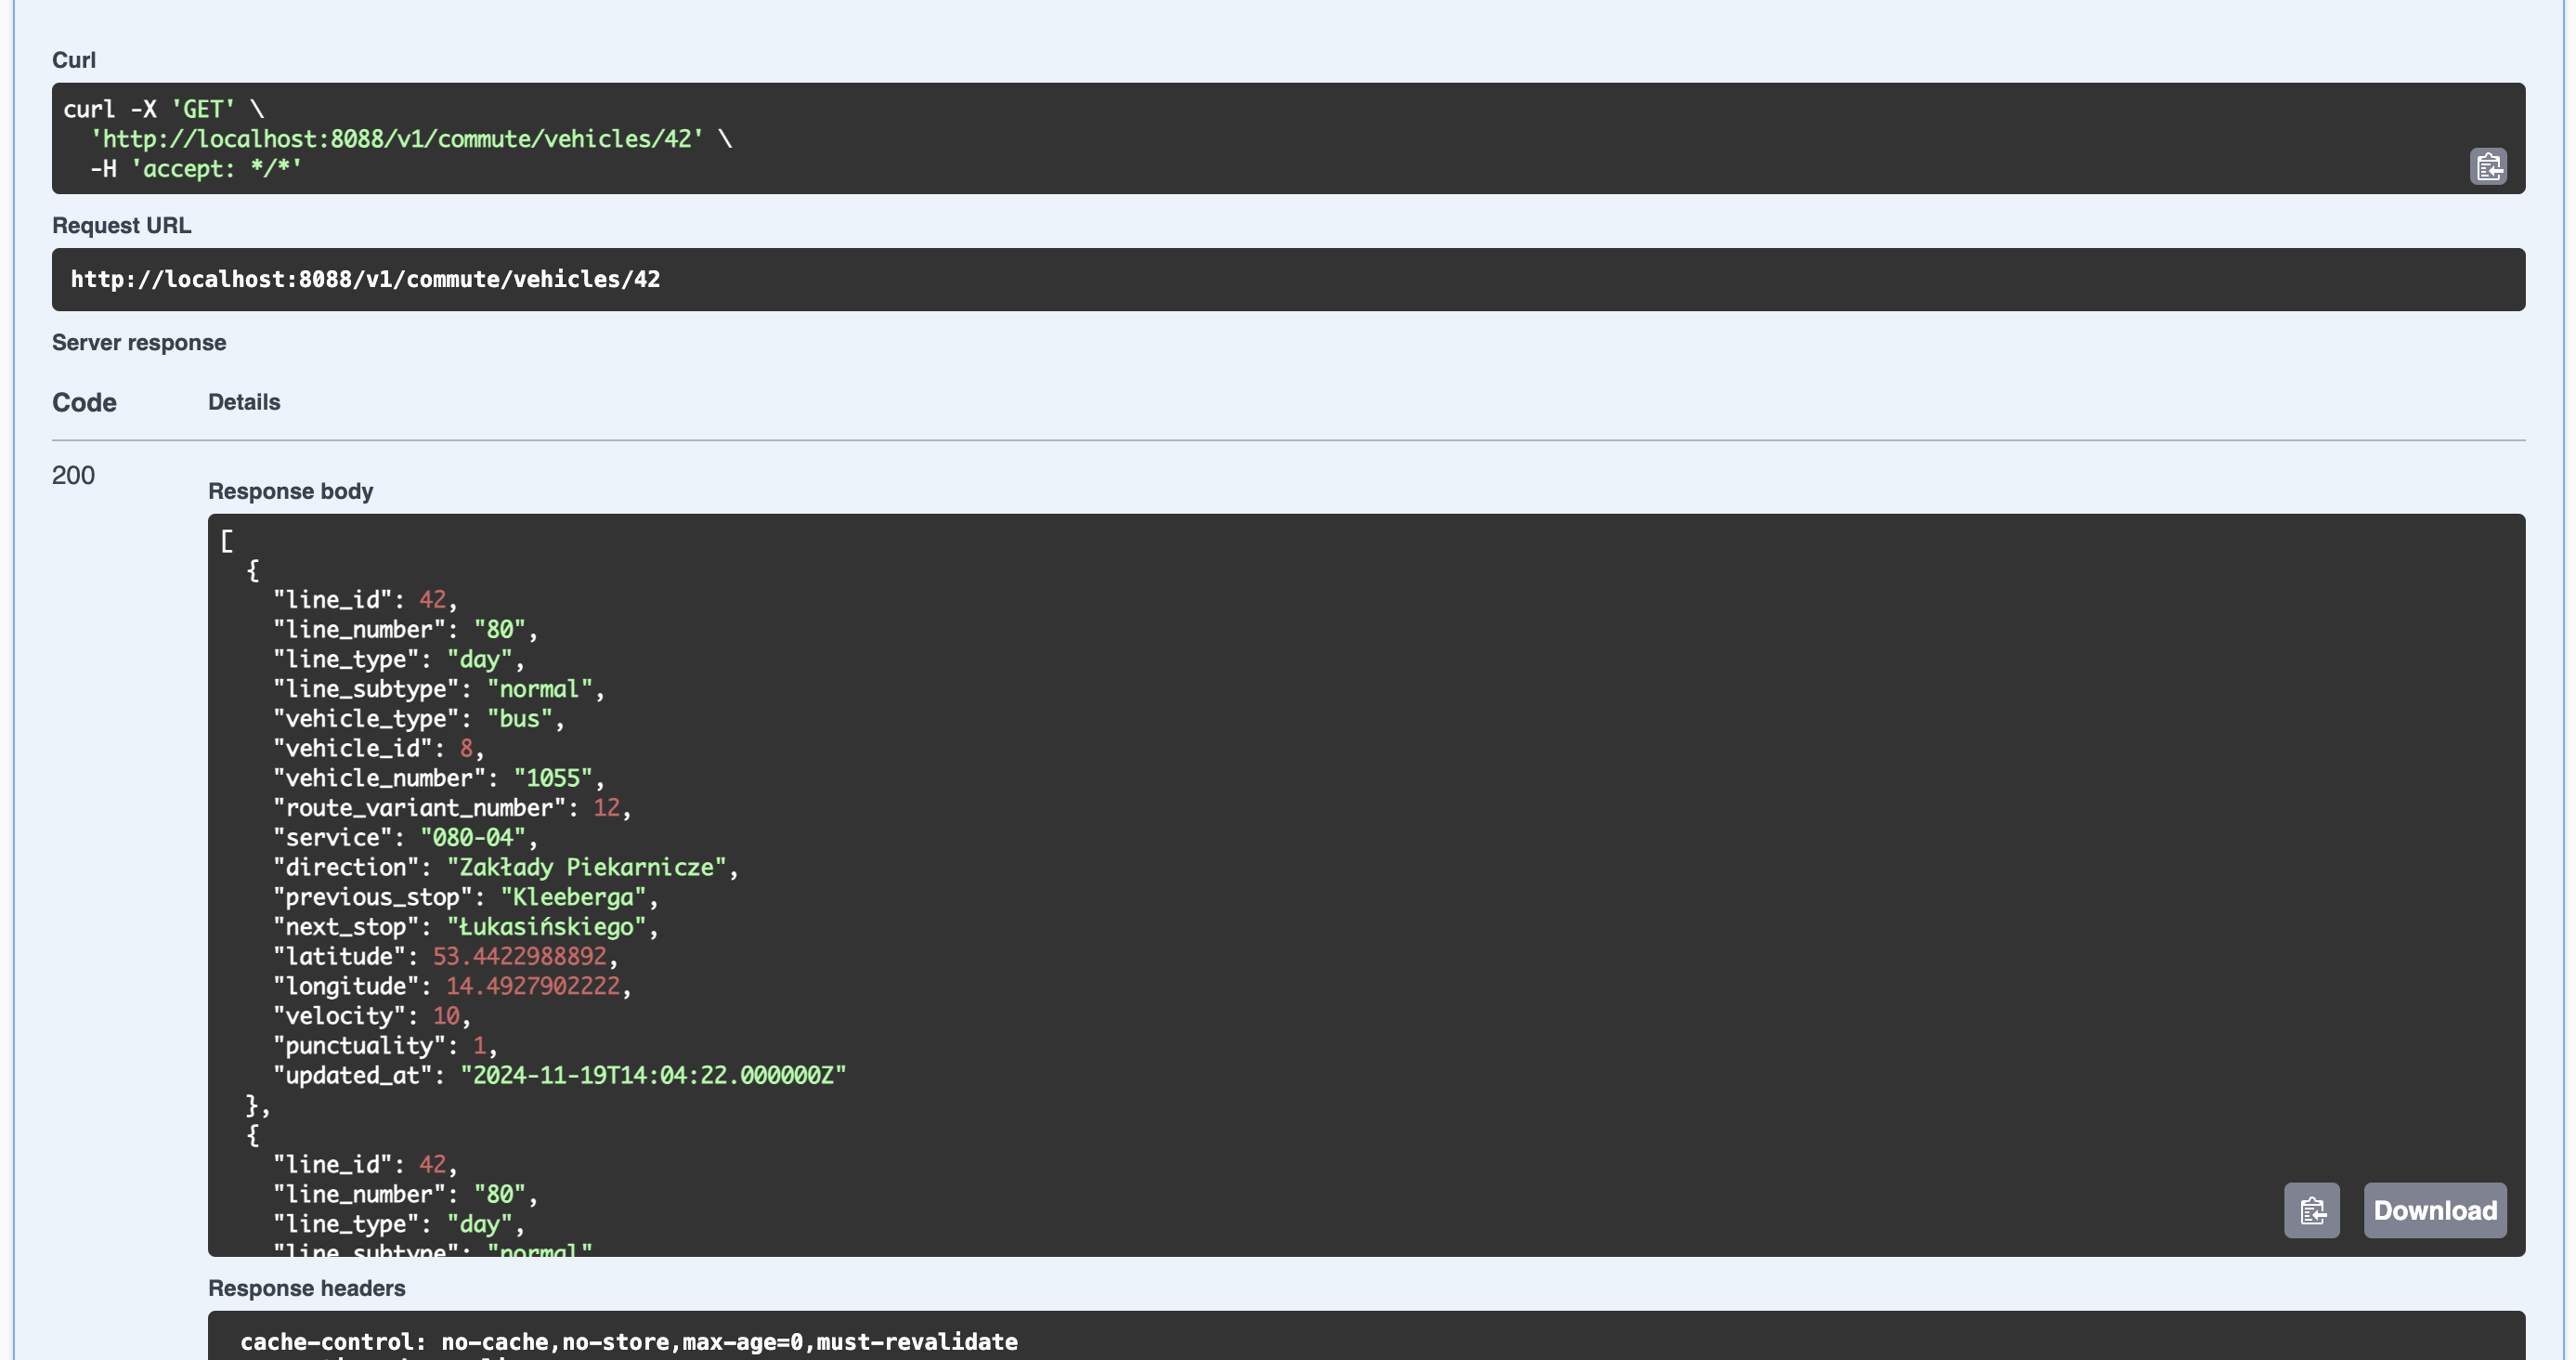 Curl
curl -X 'GET' \
'http://localhost:8088/v1/commute/vehicles/42' \
-H 'accept: */*'
Request URL
http://localhost:8088/v1/commute/vehicles/42
Server response
Code Details
200
Response body
[
{
"line_id": 42,
"line_number": "80",
"line_type": "day",
"line_subtype": "normal",
"vehicle_type": "bus",
"vehicle_id": 8,
"vehicle_number": "1055",
"route_variant_number": 12,
"service": "080-04",
"direction": "Zakłady Piekarnicze",
"previous_stop": "Kleeberga",
"next_stop": "Łukasińskiego",
"latitude": 53.4422988892,
"longitude": 14.4927902222,
"velocity": 10,
"punctuality": 1,
"updated_at": "2024-11-19T14:04:22.000000Z"
},
{
"line_id": 42,
"line_number": "80",
"line_type": "day",
"line_subtype": "normal"
Download
Response headers
cache-control: no-cache,no-store,max-age=0,must-revalidate